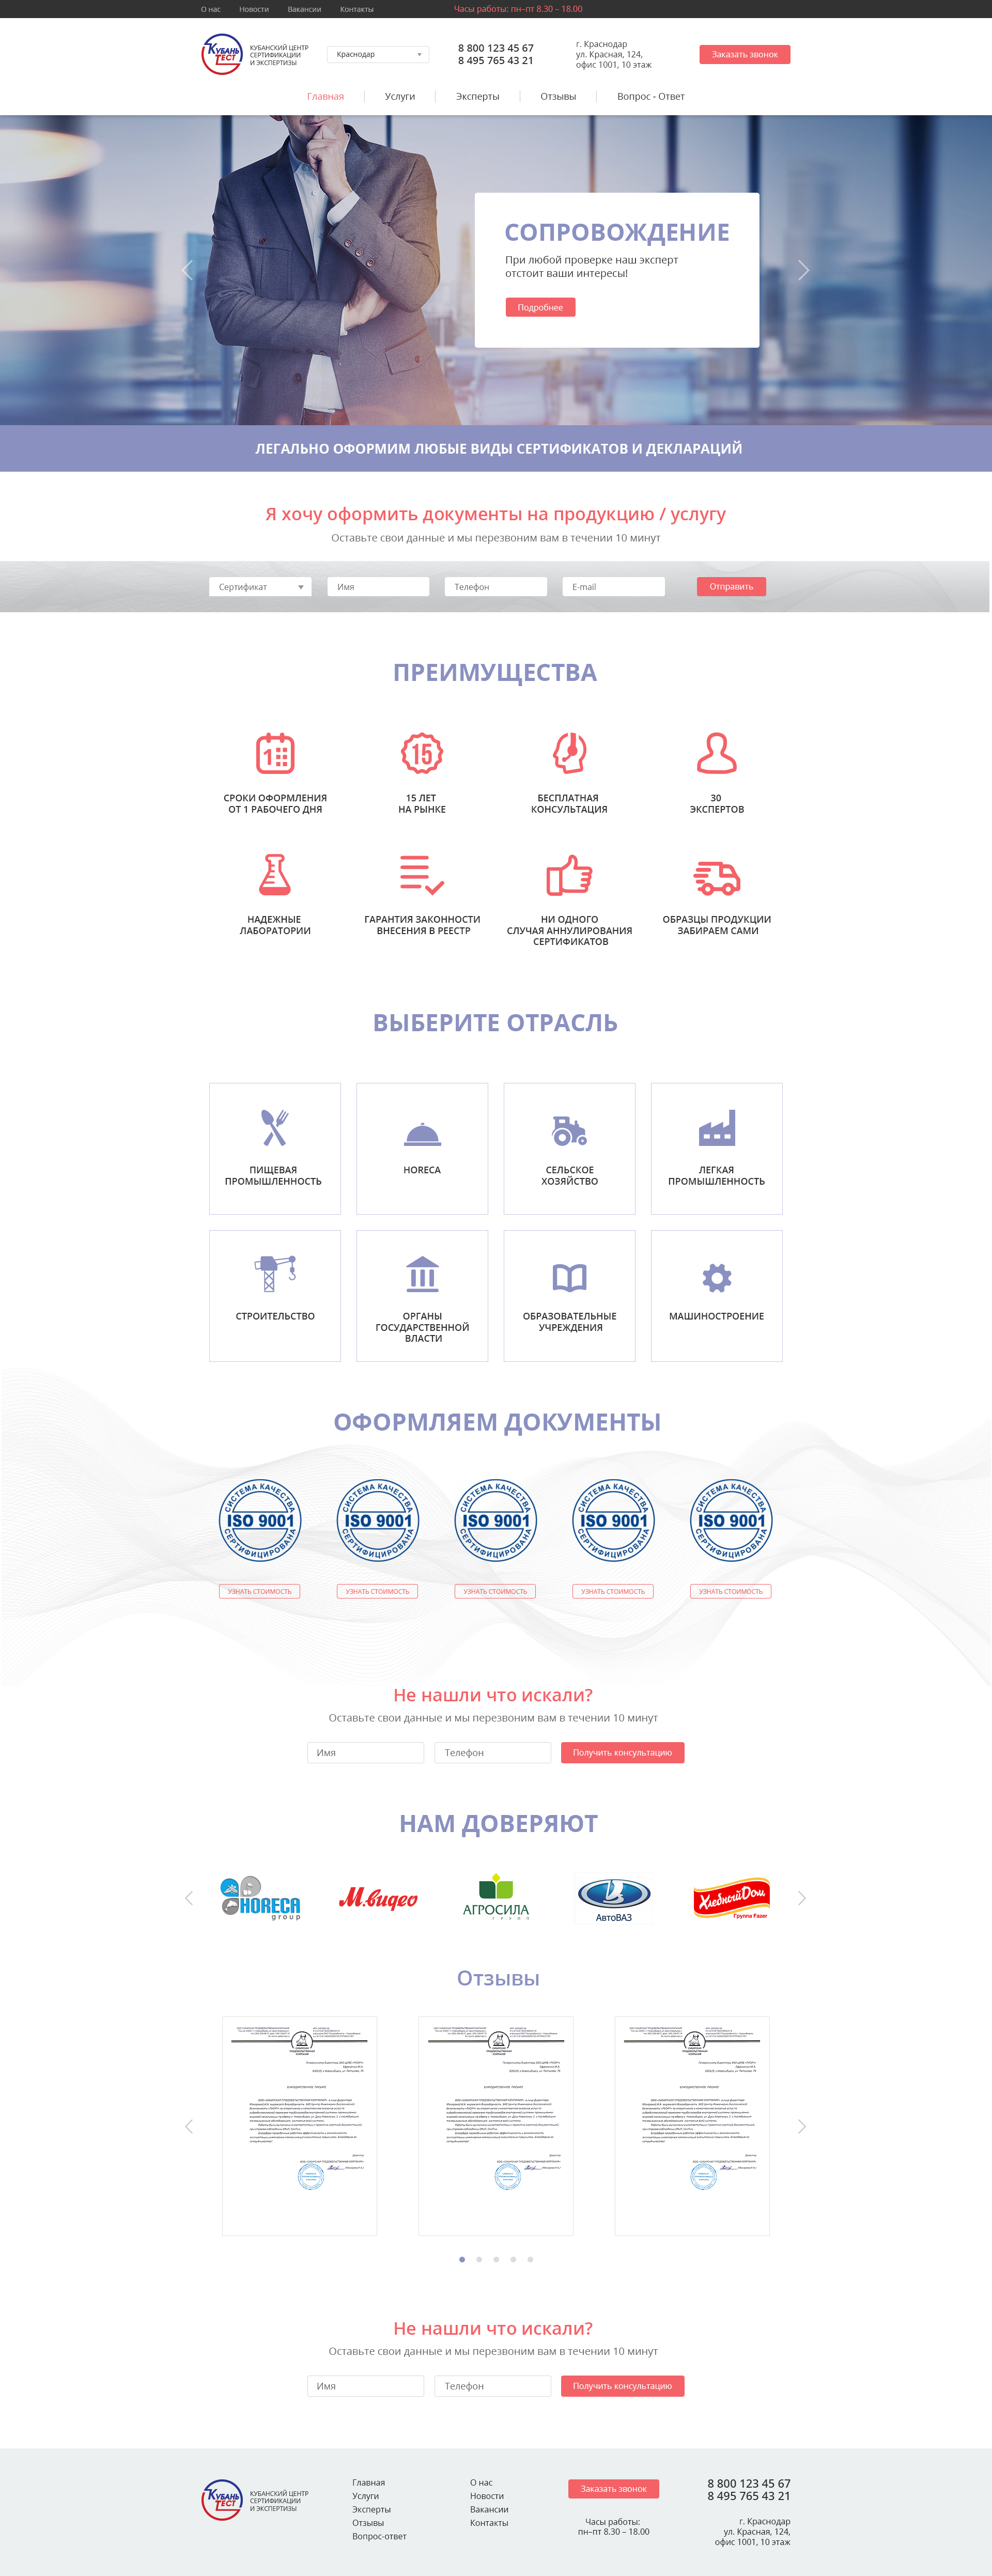 О нас
Новости
Вакансии
Контакты
Часы работы: пн–пт 8.30 – 18.00
Кубань
Тест
КУБАНСКИЙ ЦЕНТР
СЕРТИФИКАЦИИ
И ЭКСПЕРТИЗЫ
Краснодар
8 800 123 45 67
8 495 765 43 21
г. Краснодар
ул. Красная, 124,
офис 1001, 10 этаж
Заказать звонок
Главная
Услуги
Эксперты
Отзывы
Вопрос - Ответ
СОПРОВОЖДЕНИЕ
При любой проверке наш эксперт
отстоит ваши интересы!
Подробнее
ЛЕГАЛЬНО ОФОРМИМ ЛЮБЫЕ ВИДЫ СЕРТИФИКАТОВ И ДЕКЛАРАЦИЙ
Я хочу оформить документы на продукцию / услугу
Оставьте свои данные и мы перезвоним вам в течении 10 минут
Сертификат
Имя
Телефон
E-mail
Отправить
ПРЕИМУЩЕСТВА
1
15
СРОКИ ОФОРМЛЕНИЯ
ОТ 1 РАБОЧЕГО ДНЯ
15 ЛЕТ
НА РЫНКЕ
БЕСПЛАТНАЯ
КОНСУЛЬТАЦИЯ
30
ЭКСПЕРТОВ
НАДЕЖНЫЕ
ЛАБОРАТОРИИ
ГАРАНТИЯ ЗАКОННОСТИ
ВНЕСЕНИЯ В РЕЕСТР
НИ ОДНОГО
СЛУЧАЯ АННУЛИРОВАНИЯ
СЕРТИФИКАТОВ
ОБРАЗЦЫ ПРОДУКЦИИ
ЗАБИРАЕМ САМИ
ВЫБЕРИТЕ ОТРАСЛЬ
ПИЩЕВАЯ
ПРОМЫШЛЕННОСТЬ
HORECA
СЕЛЬСКОЕ
ХОЗЯЙСТВО
ЛЕГКАЯ
ПРОМЫШЛЕННОСТЬ
СТРОИТЕЛЬСТВО
ОРГАНЫ
ГОСУДАРСТВЕННОЙ
ВЛАСТИ
ОБРАЗОВАТЕЛЬНЫЕ
УЧРЕЖДЕНИЯ
МАШИНОСТРОЕНИЕ
ОФОРМЛЯЕМ ДОКУМЕНТЫ
СИСТЕМА КАЧЕСТВА
ISO 9001
СЕРТИФИЦИРОВАНА
СИСТЕМА КАЧЕСТВА
ISO 9001
СЕРТИФИЦИРОВАНА
СИСТЕМА КАЧЕСТВА
ISO 9001
СЕРТИФИЦИРОВАНА
СИСТЕМА КАЧЕСТВА
ISO 9001
СЕРТИФИЦИРОВАНА
СИСТЕМА КАЧЕСТВА
ISO 9001
СЕРТИФИЦИРОВАНА
УЗНАТЬ СТОИМОСТЬ
УЗНАТЬ СТОИМОСТЬ
УЗНАТЬ СТОИМОСТЬ
УЗНАТЬ СТОИМОСТЬ
УЗНАТЬ СТОИМОСТЬ
Не нашли что искали?
Оставьте свои данные и мы перезвоним вам в течении 10 минут
Имя
Телефон
Получить консультацию
НАМ ДОВЕРЯЮТ
HORECA
group
М.видео
АГРОСИЛА
ГРУПП
АвтоВАЗ
Хлебный Дом
Группа Fazer
Отзывы
Не нашли что искали?
Оставьте свои данные и мы перезвоним вам в течении 10 минут
Имя
Телефон
Получить консультацию
Кубань
Тест
КУБАНСКИЙ ЦЕНТР
СЕРТИФИКАЦИИ
И ЭКСПЕРТИЗЫ
Главная
Услуги
Эксперты
Отзывы
Вопрос-ответ
О нас
Новости
Вакансии
Контакты
Заказать звонок
Часы работы:
пн–пт 8.30 – 18.00
8 800 123 45 67
8 495 765 43 21
г. Краснодар
ул. Красная, 124,
офис 1001, 10 этаж